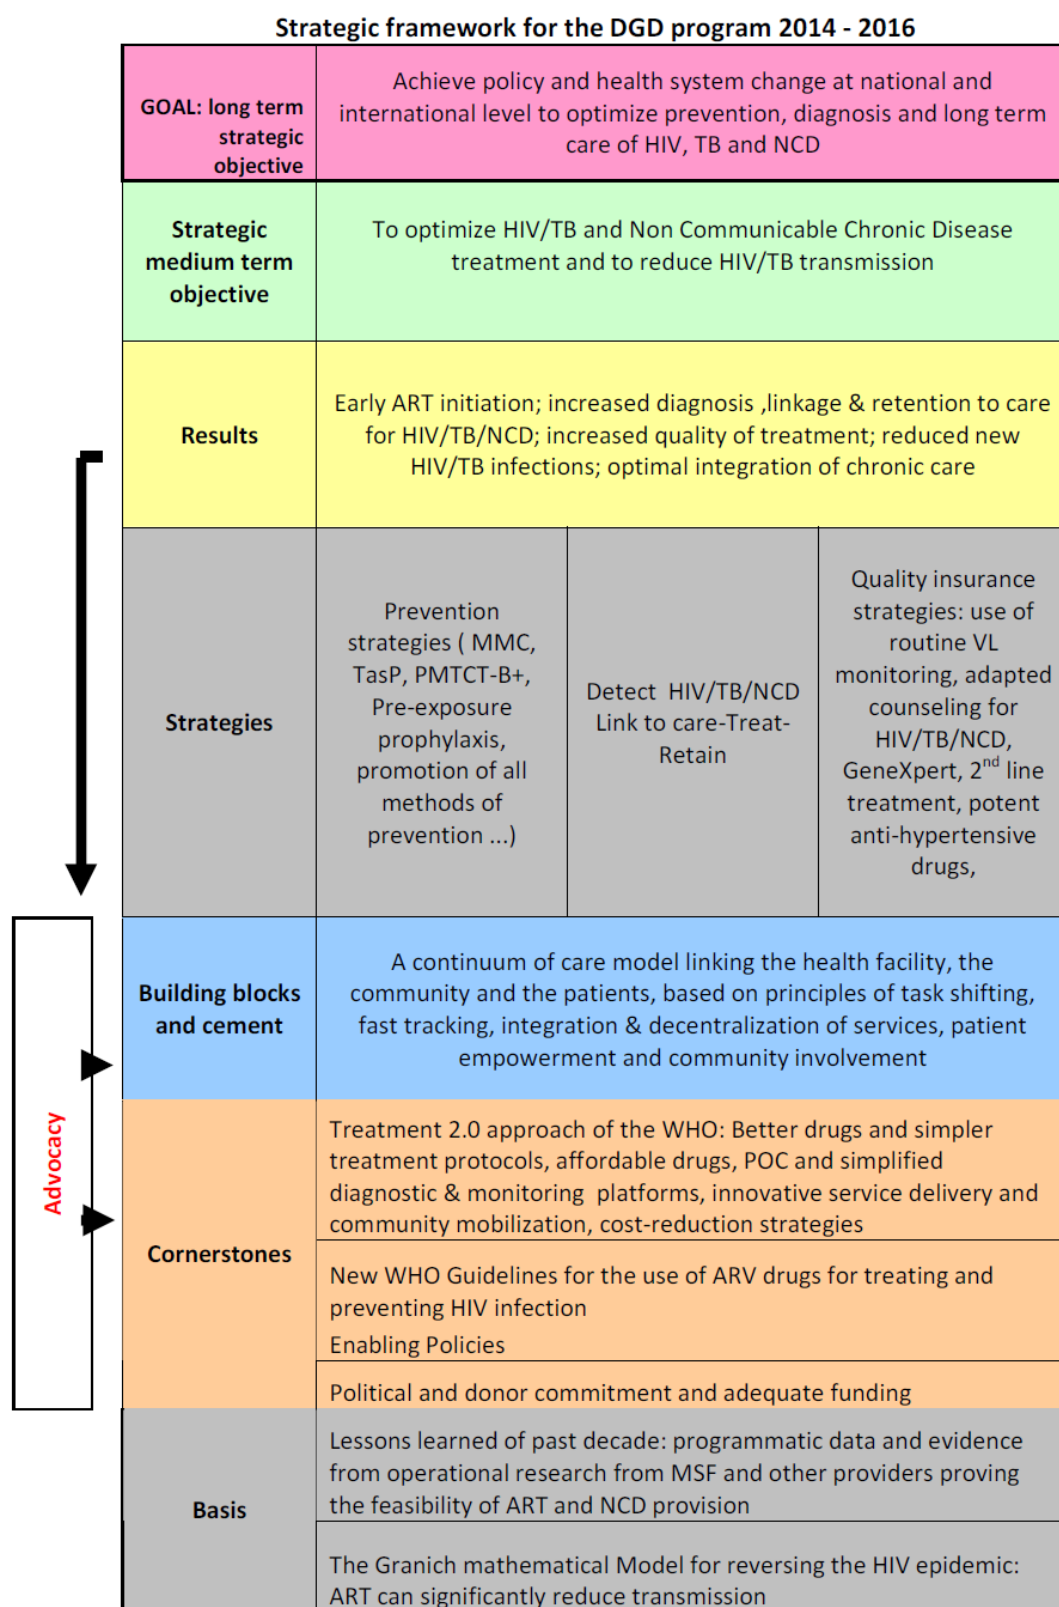 Strategic framework for the DGD program 2014 - 2016
GOAL: long term
strategic
objective
Achieve policy and health system change at national and
international level to optimize prevention, diagnosis and long term
care of HIV, TB and NCD
Strategic
medium term
objective
To optimize HIV/TB and Non Communicable Chronic Disease
treatment and to reduce HIV/TB transmission
Results
Early ART initiation; increased diagnosis ,linkage & retention to care
for HIV/TB/NCD; increased quality of treatment; reduced new
HIV/TB infections; optimal integration of chronic care
Strategies
Prevention
strategies ( MMC,
TasP, PMTCT-B+,
Pre-exposure
prophylaxis,
promotion of all
methods of
prevention ...)
Detect HIV/TB/NCD
Link to care-Treat-
Retain
Quality insurance
strategies: use of
routine VL
monitoring, adapted
counseling for
HIV/TB/NCD,
GeneXpert, 2nd line
treatment, potent
anti-hypertensive
drugs,
Advocacy
Building blocks
and cement
A continuum of care model linking the health facility, the
community and the patients, based on principles of task shifting,
fast tracking, integration & decentralization of services, patient
empowerment and community involvement
Cornerstones
Treatment 2.0 approach of the WHO: Better drugs and simpler
treatment protocols, affordable drugs, POC and simplified
diagnostic & monitoring platforms, innovative service delivery and
community mobilization, cost-reduction strategies
New WHO Guidelines for the use of ARV drugs for treating and
preventing HIV infection
Enabling Policies
Political and donor commitment and adequate funding
Basis
Lessons learned of past decade: programmatic data and evidence
from operational research from MSF and other providers proving
the feasibility of ART and NCD provision
The Granich mathematical Model for reversing the HIV epidemic:
ART can significantly reduce transmission